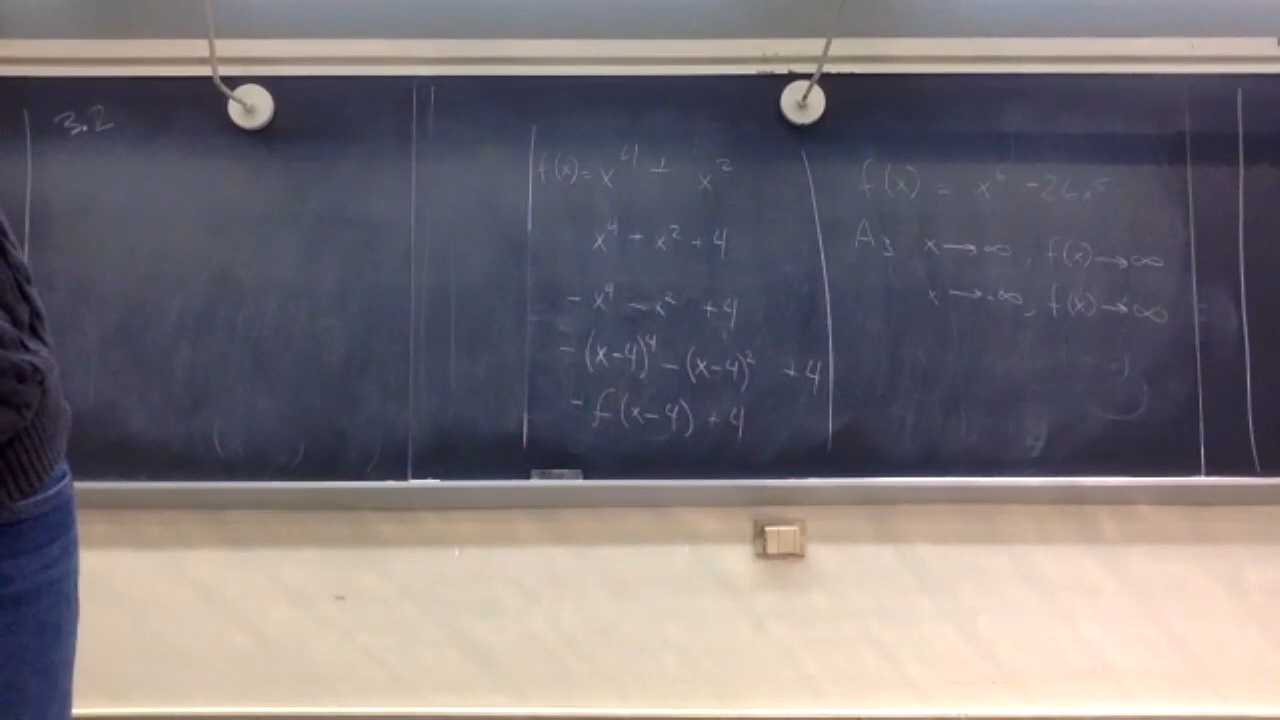 3.2
f(x) = x⁴ + x²
x⁴ + x² + 4
- x⁴ - x² + 4
- (x-4)⁴ - (x-4)² + 4
- f(x-4) + 4
f(x) = x⁶ - 26x⁵
As x→∞, f(x)→∞
x→-∞, f(x)→∞